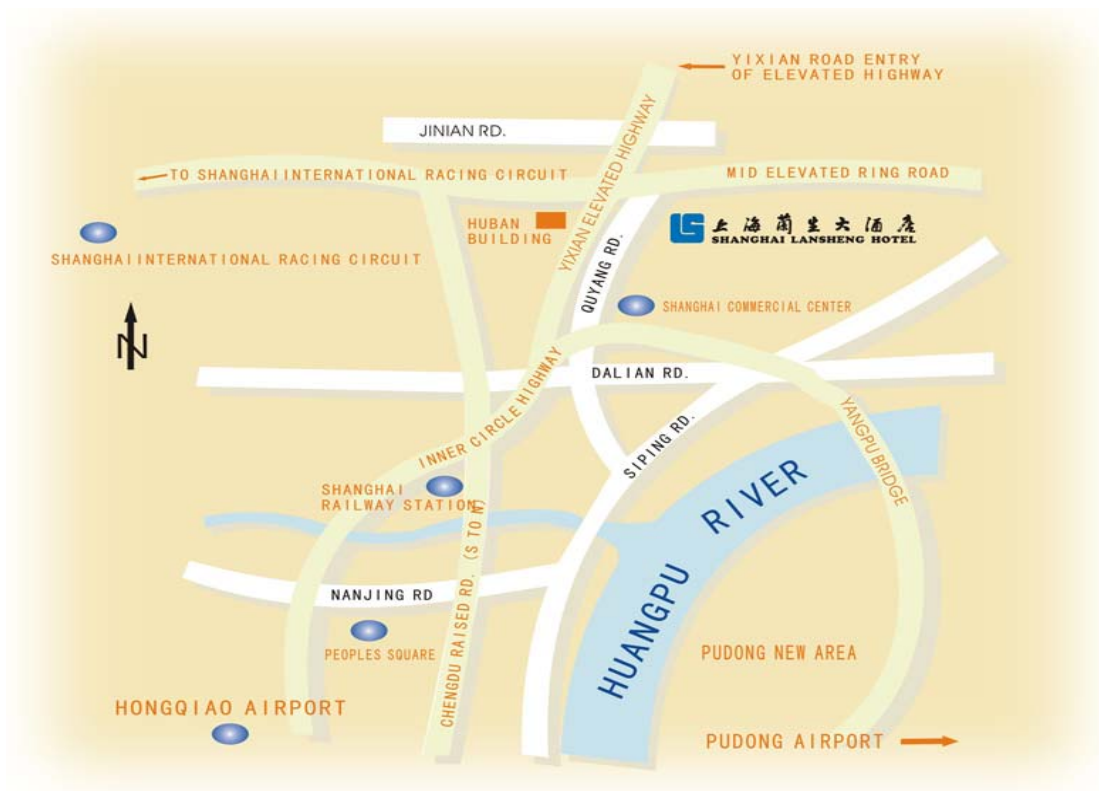 YIXIAN ROAD ENTRY
OF ELEVATED HIGHWAY
JINIAN RD.
YIXIAN ELEVATED HIGHWAY
TO SHANGHAI INTERNATIONAL RACING CIRCUIT
MID ELEVATED RING ROAD
HUBAN
BUILDING
QUYANG RD.
上海蘭生大酒店
SHANGHAI LANSHENG HOTEL
SHANGHAI INTERNATIONAL RACING CIRCUIT
SHANGHAI COMMERCIAL CENTER
N
INNER CIRCLE HIGHWAY
DALIAN RD.
SIPING RD.
YANGPU BRIDGE
SHANGHAI
RAILWAY STATION
HUANGPU RIVER
CHENGDU RAISED RD. (S TO N)
NANJING RD
PEOPLES SQUARE
PUDONG NEW AREA
HONGQIAO AIRPORT
PUDONG AIRPORT